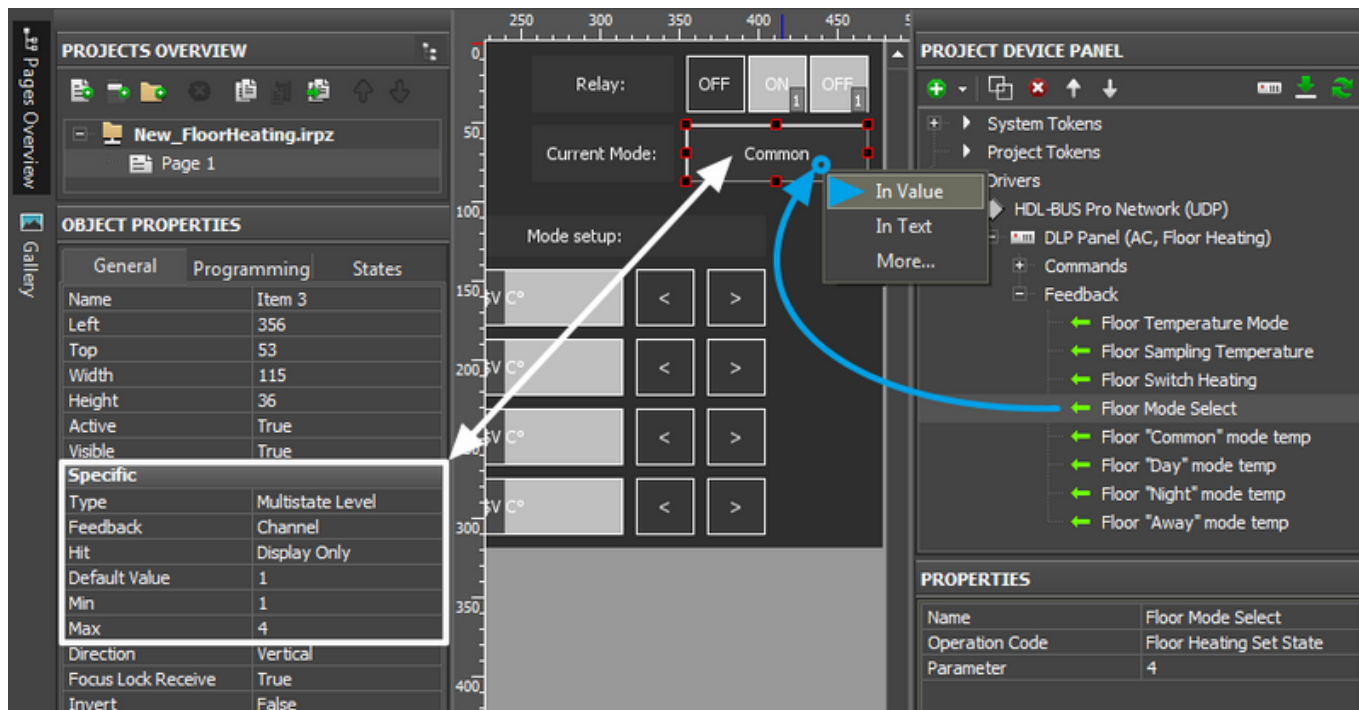 Pages Overview
Gallery
PROJECTS OVERVIEW
New_FloorHeating.irpz
Page 1
OBJECT PROPERTIES
General Programming States
Name Item 3
Left 356
Top 53
Width 115
Height 36
Active True
Visible True
Specific
Type Multistate Level
Feedback Channel
Hit Display Only
Default Value 1
Min 1
Max 4
Direction Vertical
Focus Lock Receive True
Invert False
250 300 350 400 450
0
50
100
150
200
300
350
400
Relay: OFF ON 1 OFF 1
Current Mode: Common
In Value
In Text
More...
Mode setup:
$V C° < >
$V C° < >
$V C° < >
$V C° < >
PROJECT DEVICE PANEL
System Tokens
Project Tokens
Drivers
HDL-BUS Pro Network (UDP)
DLP Panel (AC, Floor Heating)
Commands
Feedback
Floor Temperature Mode
Floor Sampling Temperature
Floor Switch Heating
Floor Mode Select
Floor "Common" mode temp
Floor "Day" mode temp
Floor "Night" mode temp
Floor "Away" mode temp
PROPERTIES
Name Floor Mode Select
Operation Code Floor Heating Set State
Parameter 4